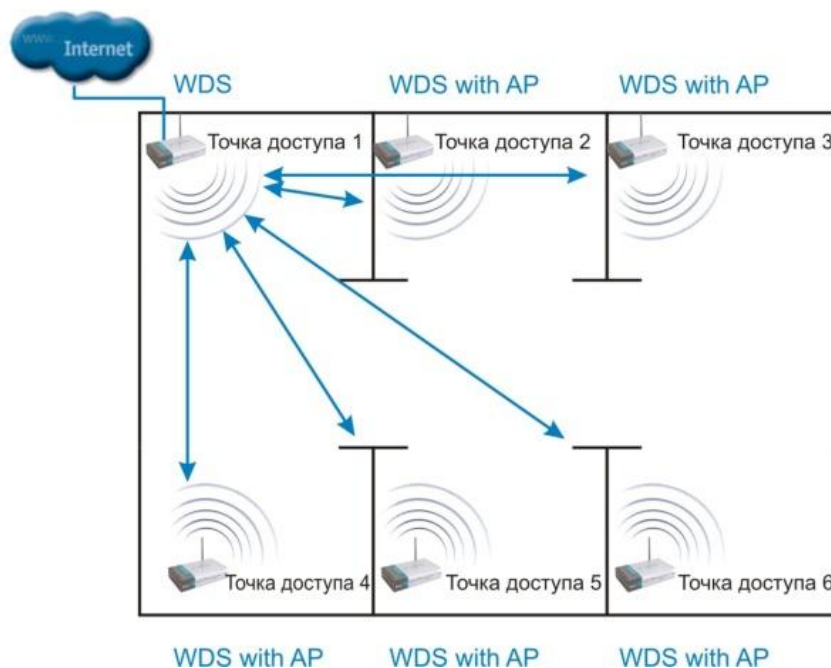 www.
Internet
WDS
WDS with AP
WDS with AP
Точка доступа 1
Точка доступа 2
Точка доступа 3
Точка доступа 4
Точка доступа 5
Точка доступа 6
WDS with AP
WDS with AP
WDS with AP